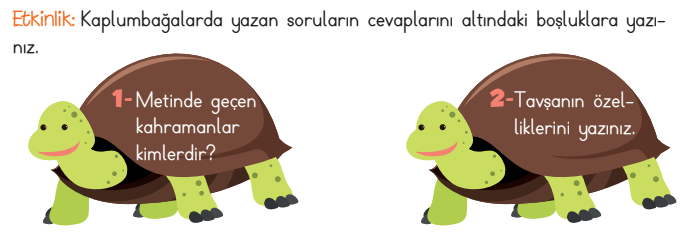 Etkinlik: Kaplumbağalarda yazan soruların cevaplarını altındaki boşluklara yazı-
nız.
1- Metinde geçen
kahramanlar
kimlerdir?
2- Tavşanın özel-
liklerini yazınız.